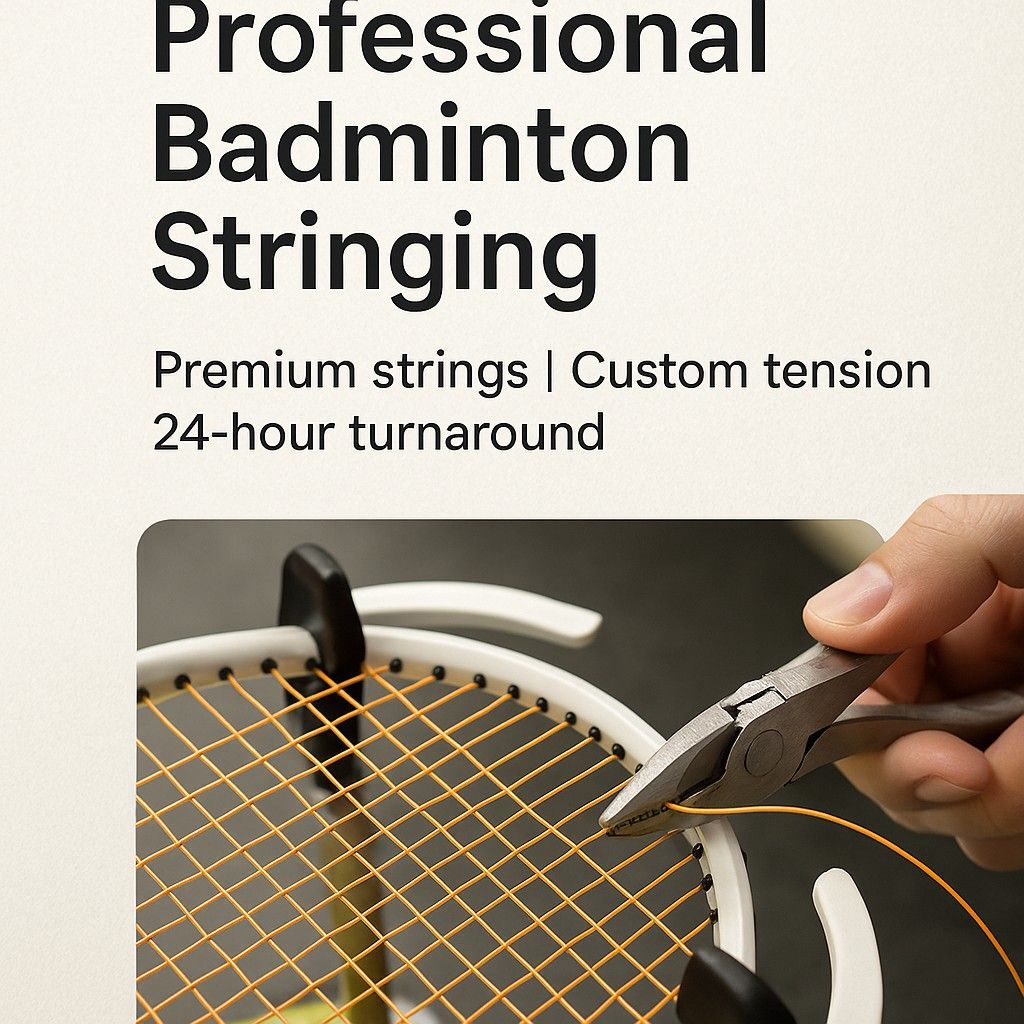 Professional
Badminton
Stringing
Premium strings | Custom tension
24-hour turnaround